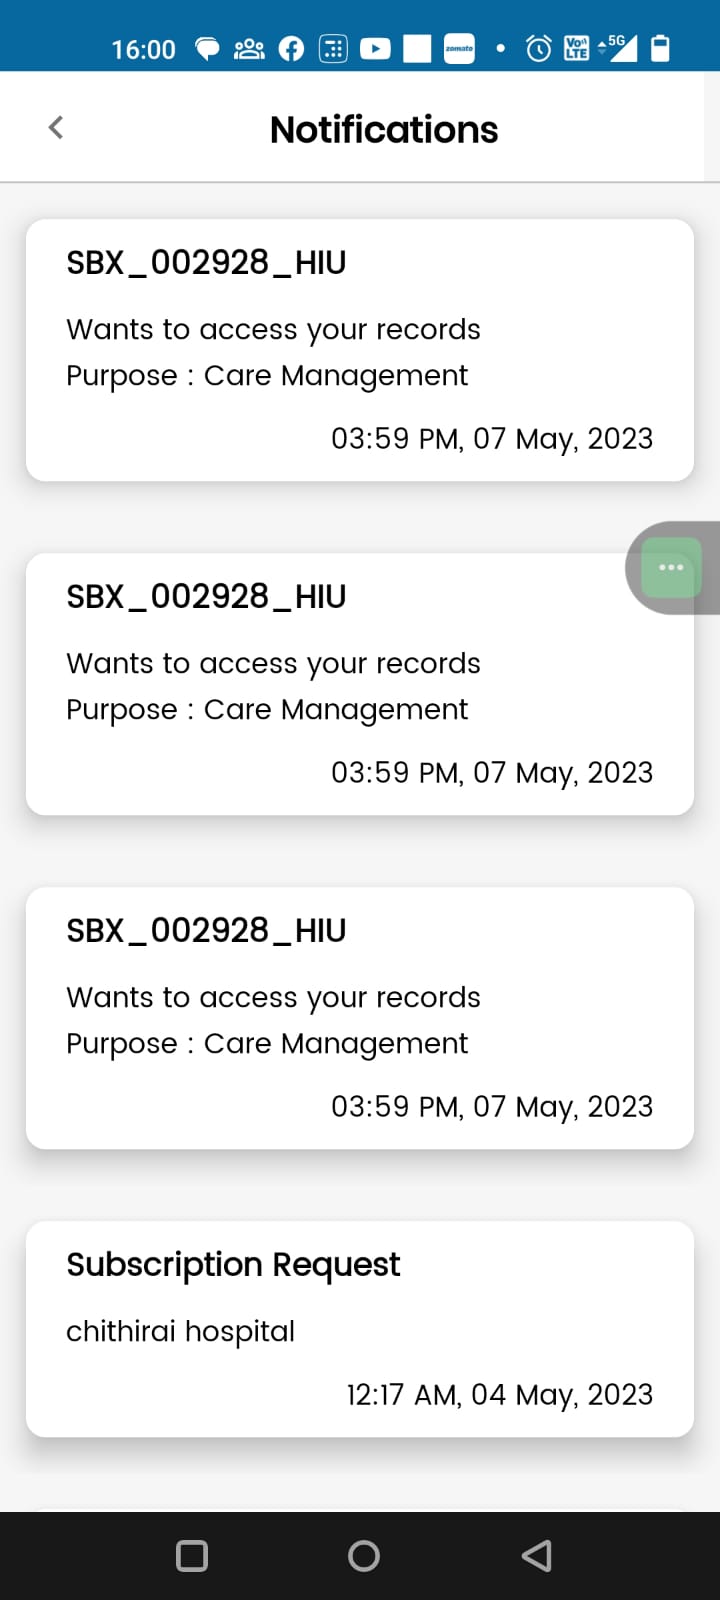 16:00
zomato
Vo)) LTE
5G
Notifications
SBX_002928_HIU
Wants to access your records
Purpose : Care Management
03:59 PM, 07 May, 2023
SBX_002928_HIU
Wants to access your records
Purpose : Care Management
03:59 PM, 07 May, 2023
SBX_002928_HIU
Wants to access your records
Purpose : Care Management
03:59 PM, 07 May, 2023
Subscription Request
chithirai hospital
12:17 AM, 04 May, 2023